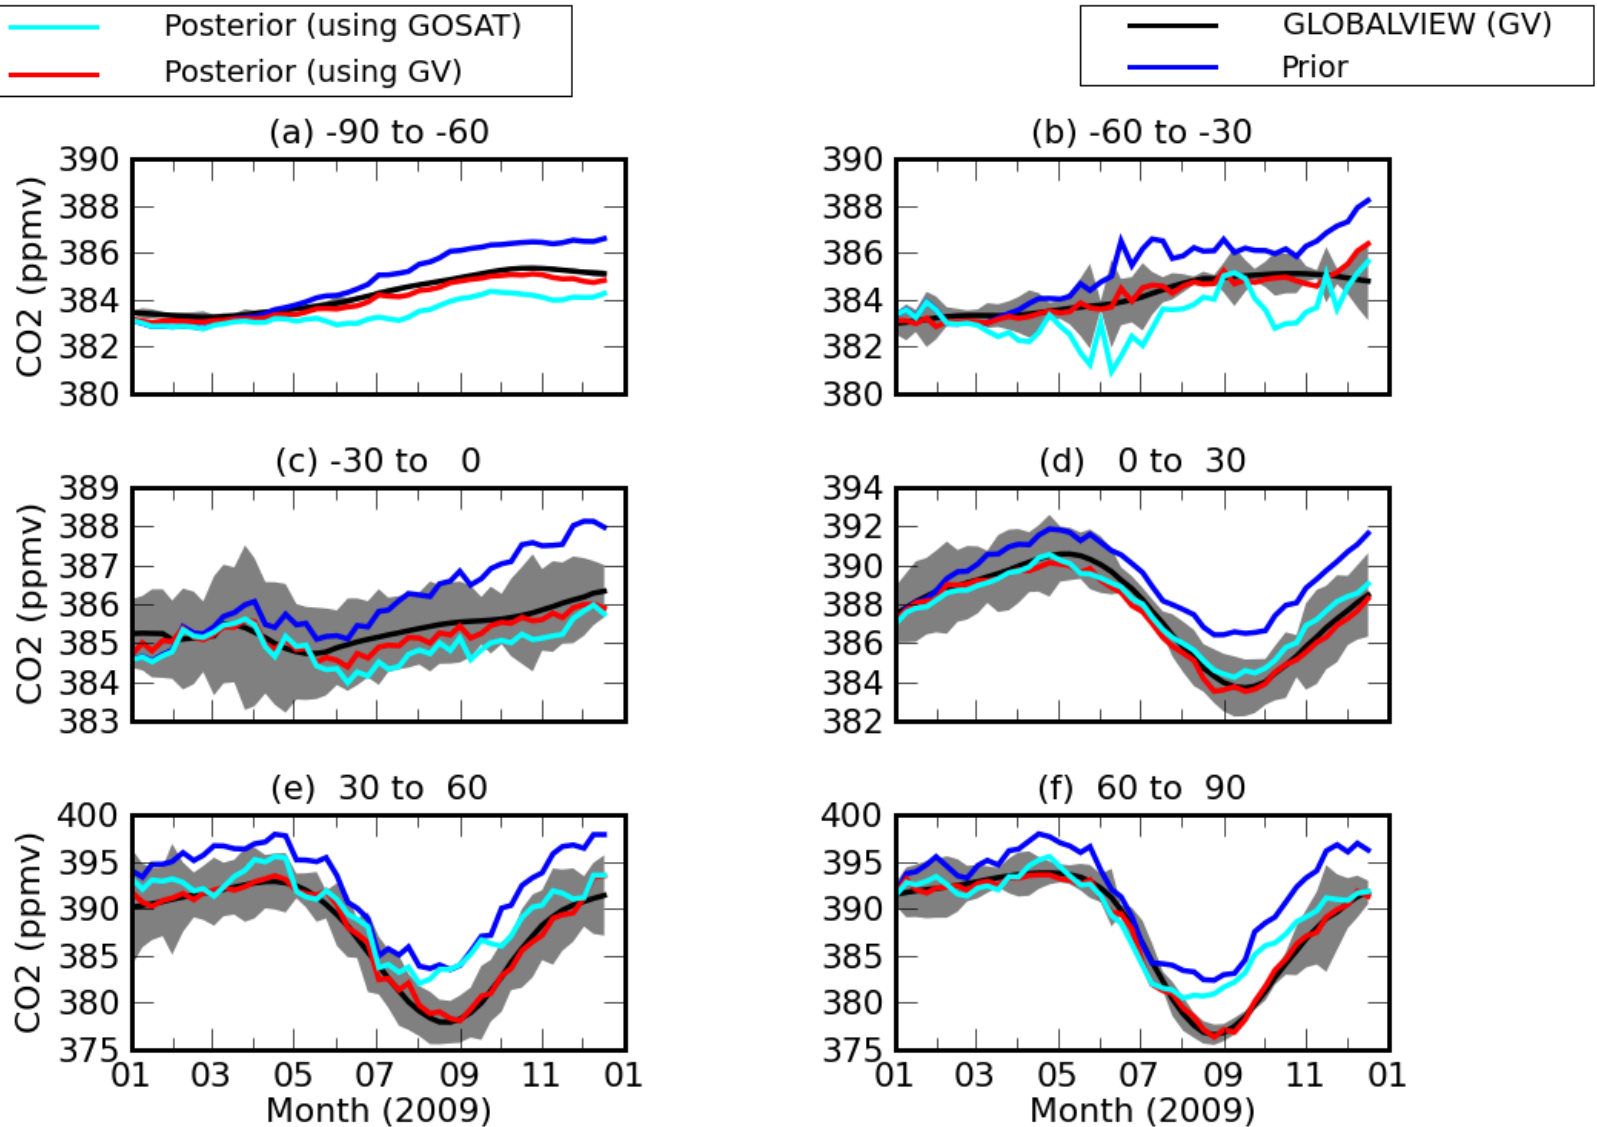 Posterior (using GOSAT)
Posterior (using GV)
GLOBALVIEW (GV)
Prior
(a) -90 to -60
390
388
386
384
382
380
CO2 (ppmv)
(b) -60 to -30
390
388
386
384
382
380
(c) -30 to 0
389
388
387
386
385
384
383
CO2 (ppmv)
(d) 0 to 30
394
392
390
388
386
384
382
(e) 30 to 60
400
395
390
385
380
375
CO2 (ppmv)
01 03 05 07 09 11 01
Month (2009)
(f) 60 to 90
400
395
390
385
380
375
01 03 05 07 09 11 01
Month (2009)